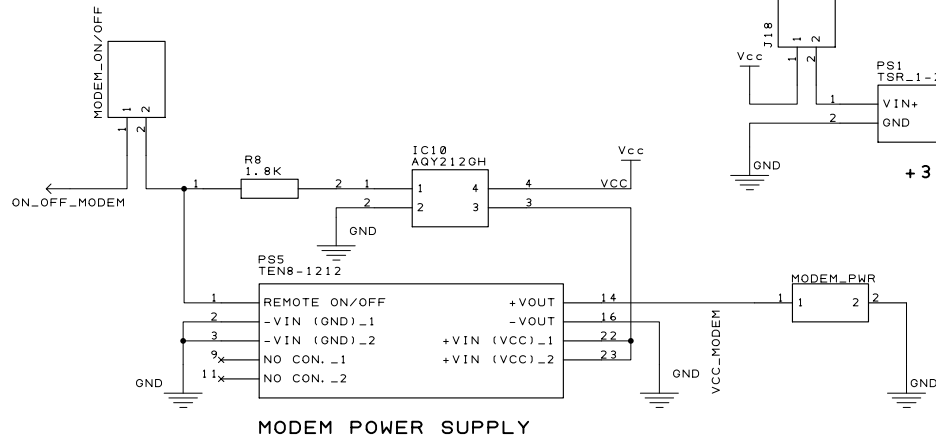 MODEM_ON/OFF
1
2
1
2
ON_OFF_MODEM
J18
1
2
1
2
Vcc
PS1
TSR_1-
1
VIN+
2
GND
GND
+3
R8
1.8K
1
2
IC10
AQY212GH
1
1
4
4
2
2
3
3
Vcc
VCC
GND
PS5
TEN8-1212
1
REMOTE ON/OFF
+VOUT
14
2
-VIN (GND)_1
-VOUT
16
3
-VIN (GND)_2
+VIN (VCC)_1
22
9
NO CON._1
+VIN (VCC)_2
23
11
NO CON._2
GND
GND
VCC_MODEM
MODEM_PWR
1
1
2
2
GND
MODEM POWER SUPPLY